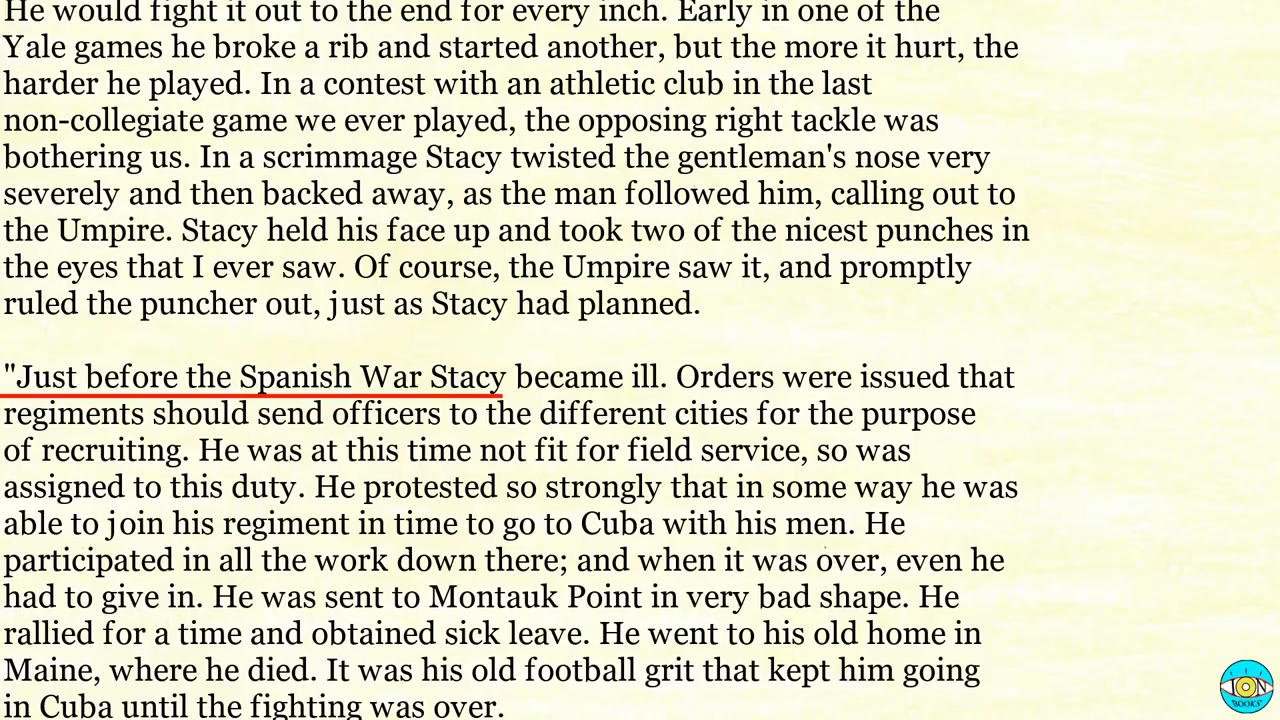 He would fight it out to the end for every inch. Early in one of the
Yale games he broke a rib and started another, but the more it hurt, the
harder he played. In a contest with an athletic club in the last
non-collegiate game we ever played, the opposing right tackle was
bothering us. In a scrimmage Stacy twisted the gentleman's nose very
severely and then backed away, as the man followed him, calling out to
the Umpire. Stacy held his face up and took two of the nicest punches in
the eyes that I ever saw. Of course, the Umpire saw it, and promptly
ruled the puncher out, just as Stacy had planned.
"Just before the Spanish War Stacy became ill. Orders were issued that
regiments should send officers to the different cities for the purpose
of recruiting. He was at this time not fit for field service, so was
assigned to this duty. He protested so strongly that in some way he was
able to join his regiment in time to go to Cuba with his men. He
participated in all the work down there; and when it was over, even he
had to give in. He was sent to Montauk Point in very bad shape. He
rallied for a time and obtained sick leave. He went to his old home in
Maine, where he died. It was his old football grit that kept him going
in Cuba until the fighting was over.
ION
BOOKS